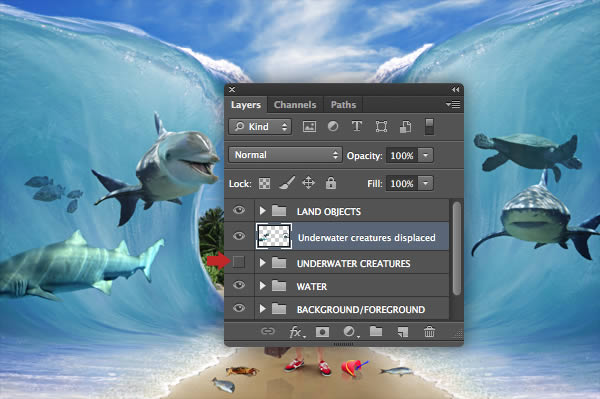 Layers Channels Paths
Kind
Normal Opacity: 100%
Lock: Fill: 100%
LAND OBJECTS
Underwater creatures displaced
UNDERWATER CREATURES
WATER
BACKGROUND/FOREGROUND
fx